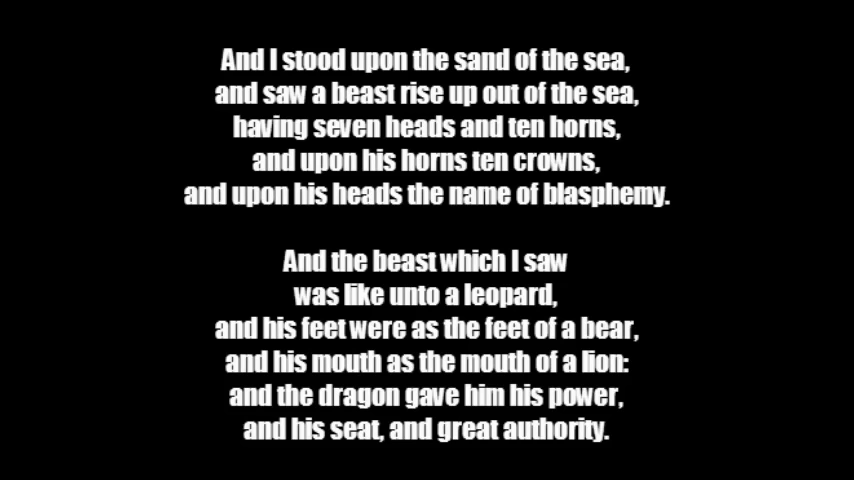 And I stood upon the sand of the sea,
and saw a beast rise up out of the sea,
having seven heads and ten horns,
and upon his horns ten crowns,
and upon his heads the name of blasphemy.
And the beast which I saw
was like unto a leopard,
and his feet were as the feet of a bear,
and his mouth as the mouth of a lion:
and the dragon gave him his power,
and his seat, and great authority.